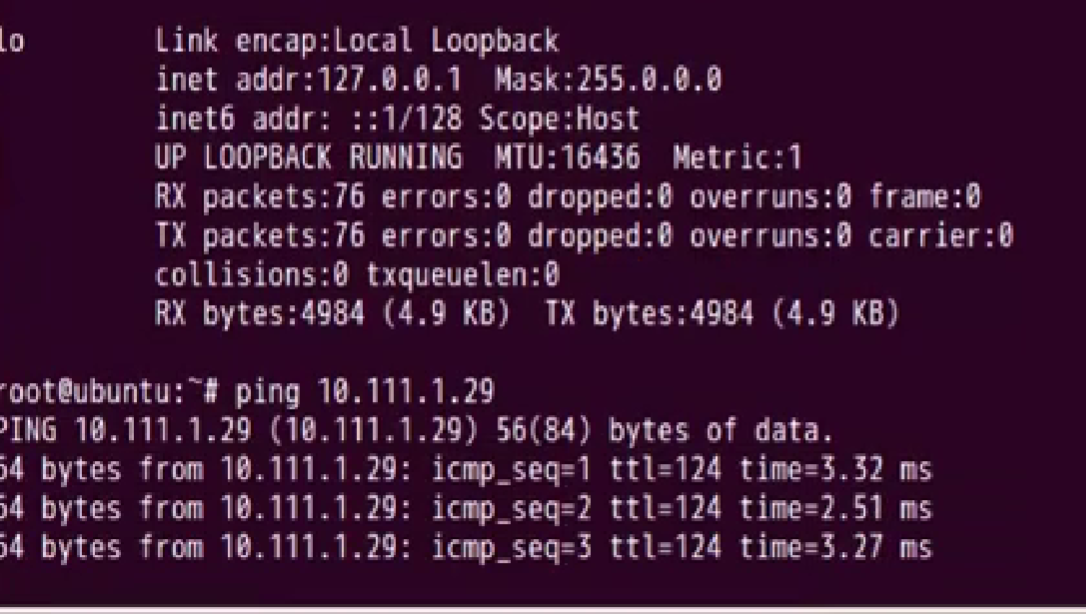 lo Link encap:Local Loopback
inet addr:127.0.0.1 Mask:255.0.0.0
inet6 addr: ::1/128 Scope:Host
UP LOOPBACK RUNNING MTU:16436 Metric:1
RX packets:76 errors:0 dropped:0 overruns:0 frame:0
TX packets:76 errors:0 dropped:0 overruns:0 carrier:0
collisions:0 txqueuelen:0
RX bytes:4984 (4.9 KB) TX bytes:4984 (4.9 KB)
root@ubuntu:~# ping 10.111.1.29
PING 10.111.1.29 (10.111.1.29) 56(84) bytes of data.
64 bytes from 10.111.1.29: icmp_seq=1 ttl=124 time=3.32 ms
64 bytes from 10.111.1.29: icmp_seq=2 ttl=124 time=2.51 ms
64 bytes from 10.111.1.29: icmp_seq=3 ttl=124 time=3.27 ms